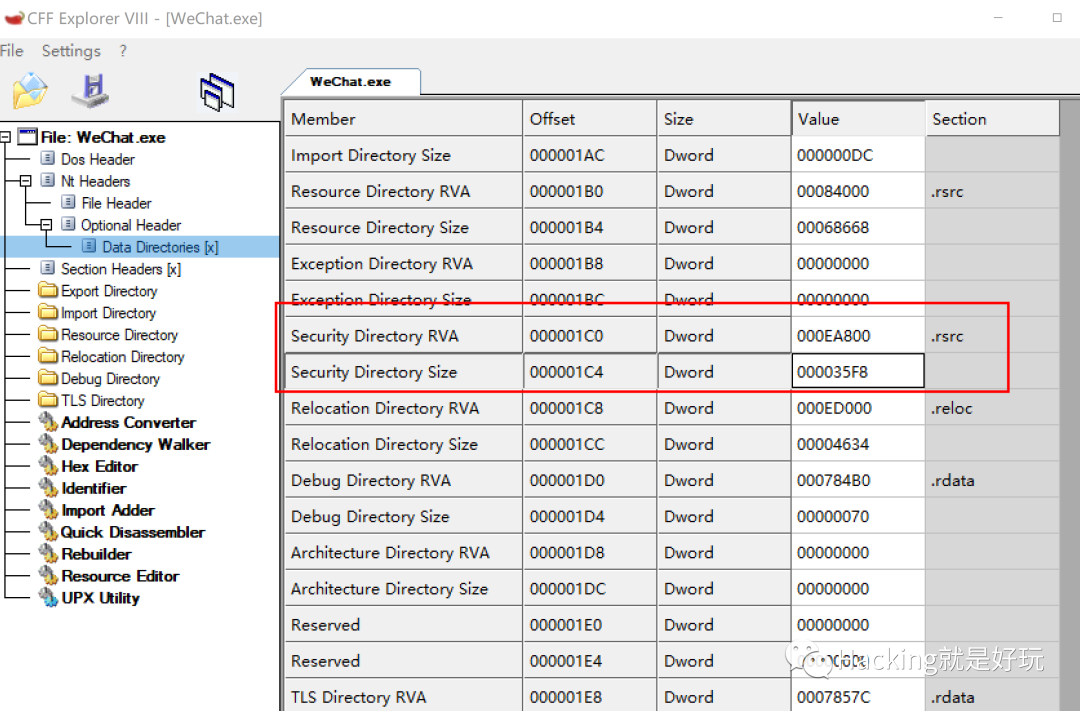 CFF Explorer VIII - [WeChat.exe]
File Settings ?
WeChat.exe
File: WeChat.exe
Dos Header
Nt Headers
File Header
Optional Header
Data Directories [x]
Section Headers [x]
Export Directory
Import Directory
Resource Directory
Relocation Directory
Debug Directory
TLS Directory
Address Converter
Dependency Walker
Hex Editor
Identifier
Import Adder
Quick Disassembler
Rebuilder
Resource Editor
UPX Utility
Member Offset Size Value Section
Import Directory Size 000001AC Dword 000000DC
Resource Directory RVA 000001B0 Dword 00084000 .rsrc
Resource Directory Size 000001B4 Dword 00068668
Exception Directory RVA 000001B8 Dword 00000000
Exception Directory Size 000001BC Dword 00000000
Security Directory RVA 000001C0 Dword 000EA800 .rsrc
Security Directory Size 000001C4 Dword 000035F8
Relocation Directory RVA 000001C8 Dword 000ED000 .reloc
Relocation Directory Size 000001CC Dword 00004634
Debug Directory RVA 000001D0 Dword 000784B0 .rdata
Debug Directory Size 000001D4 Dword 00000070
Architecture Directory RVA 000001D8 Dword 00000000
Architecture Directory Size 000001DC Dword 00000000
Reserved 000001E0 Dword 00000000
Reserved 000001E4 Dword
Hacking就是好玩
TLS Directory RVA 000001E8 Dword 0007857C .rdata